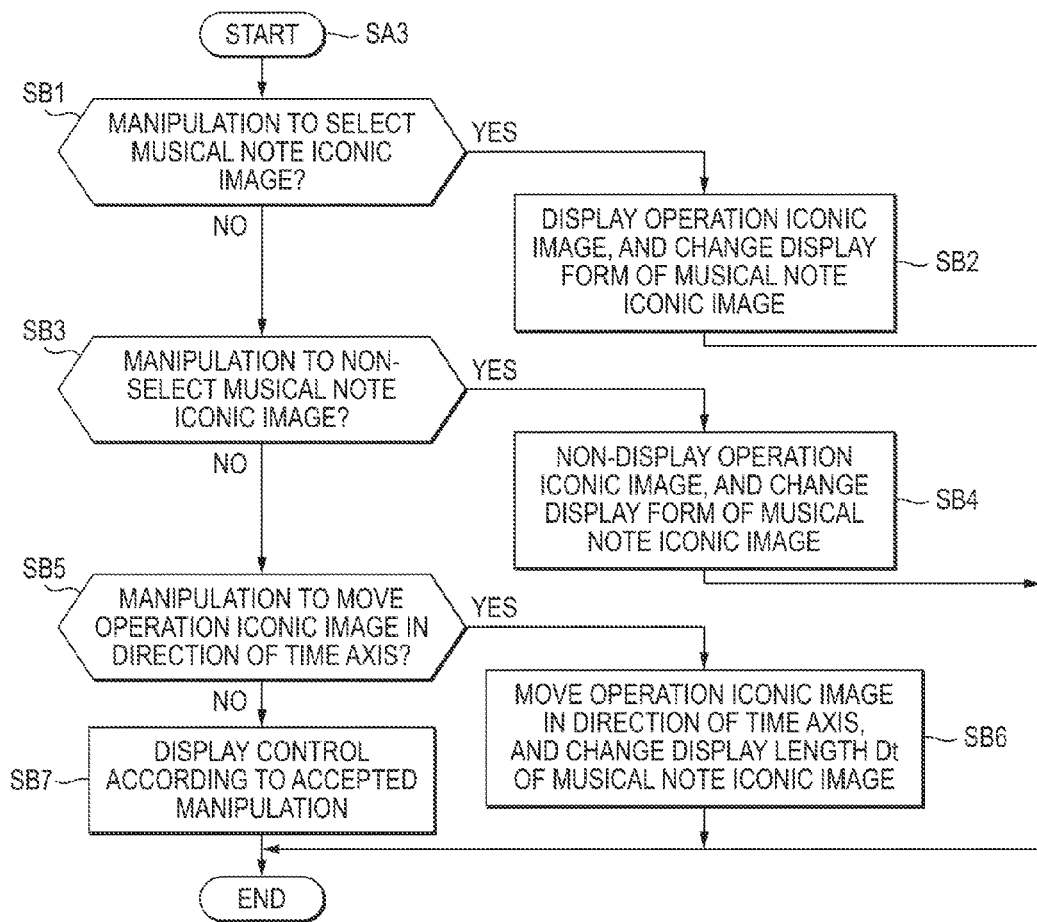 START
SA3
SB1
MANIPULATION TO SELECT
MUSICAL NOTE ICONIC
IMAGE?
YES
NO
DISPLAY OPERATION ICONIC
IMAGE, AND CHANGE DISPLAY
FORM OF MUSICAL NOTE
ICONIC IMAGE
SB2
SB3
MANIPULATION TO NON-
SELECT MUSICAL NOTE
ICONIC IMAGE?
YES
NO
NON-DISPLAY OPERATION
ICONIC IMAGE, AND CHANGE
DISPLAY FORM OF MUSICAL
NOTE ICONIC IMAGE
SB4
SB5
MANIPULATION TO MOVE
OPERATION ICONIC IMAGE IN
DIRECTION OF TIME AXIS?
YES
NO
MOVE OPERATION ICONIC IMAGE
IN DIRECTION OF TIME AXIS,
AND CHANGE DISPLAY LENGTH Dt
OF MUSICAL NOTE ICONIC IMAGE
SB6
SB7
DISPLAY CONTROL
ACCORDING TO ACCEPTED
MANIPULATION
END